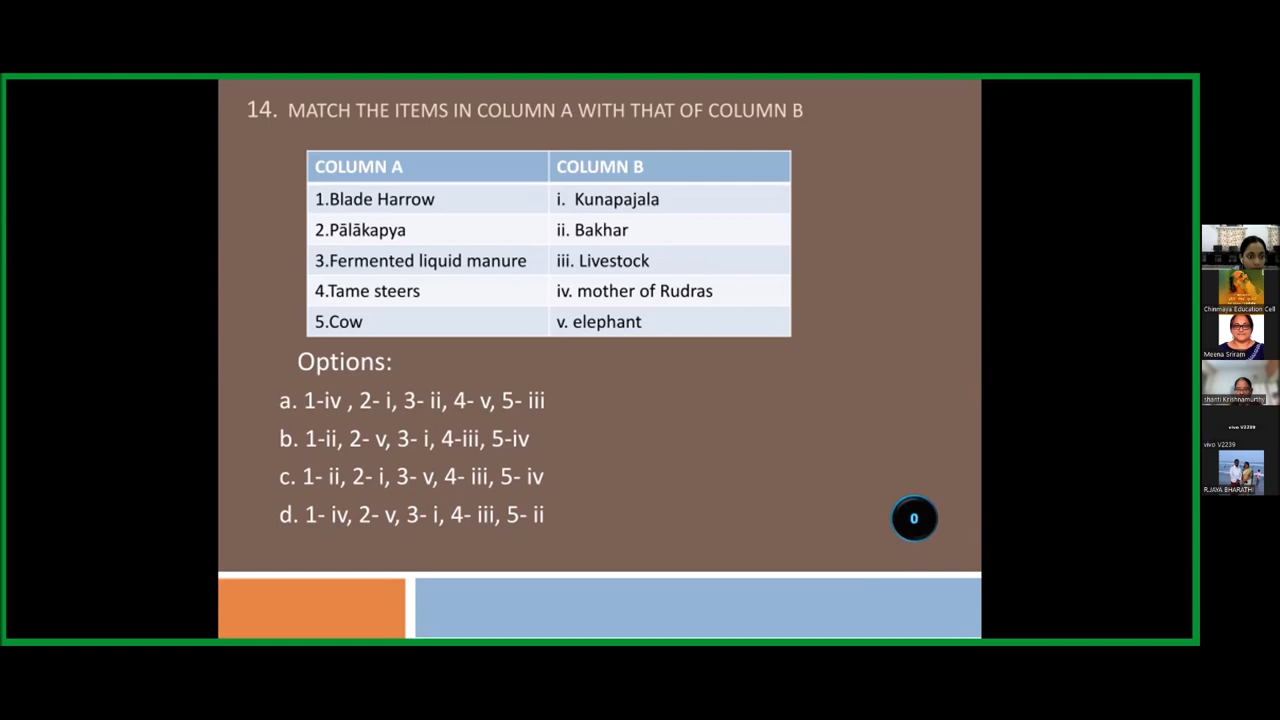 14. MATCH THE ITEMS IN COLUMN A WITH THAT OF COLUMN B
COLUMN A COLUMN B
1.Blade Harrow i. Kunapajala
2.Pālākapya ii. Bakhar
3.Fermented liquid manure iii. Livestock
4.Tame steers iv. mother of Rudras
5.Cow v. elephant
Options:
a. 1-iv , 2- i, 3- ii, 4- v, 5- iii
b. 1-ii, 2- v, 3- i, 4-iii, 5-iv
c. 1- ii, 2- i, 3- v, 4- iii, 5- iv
d. 1- iv, 2- v, 3- i, 4- iii, 5- ii
0
Chinmaya Education Cell
Meena Sriram
shanti Krishnamurthy
vivo V2239
vivo V2239
R.JAYA BHARATHI